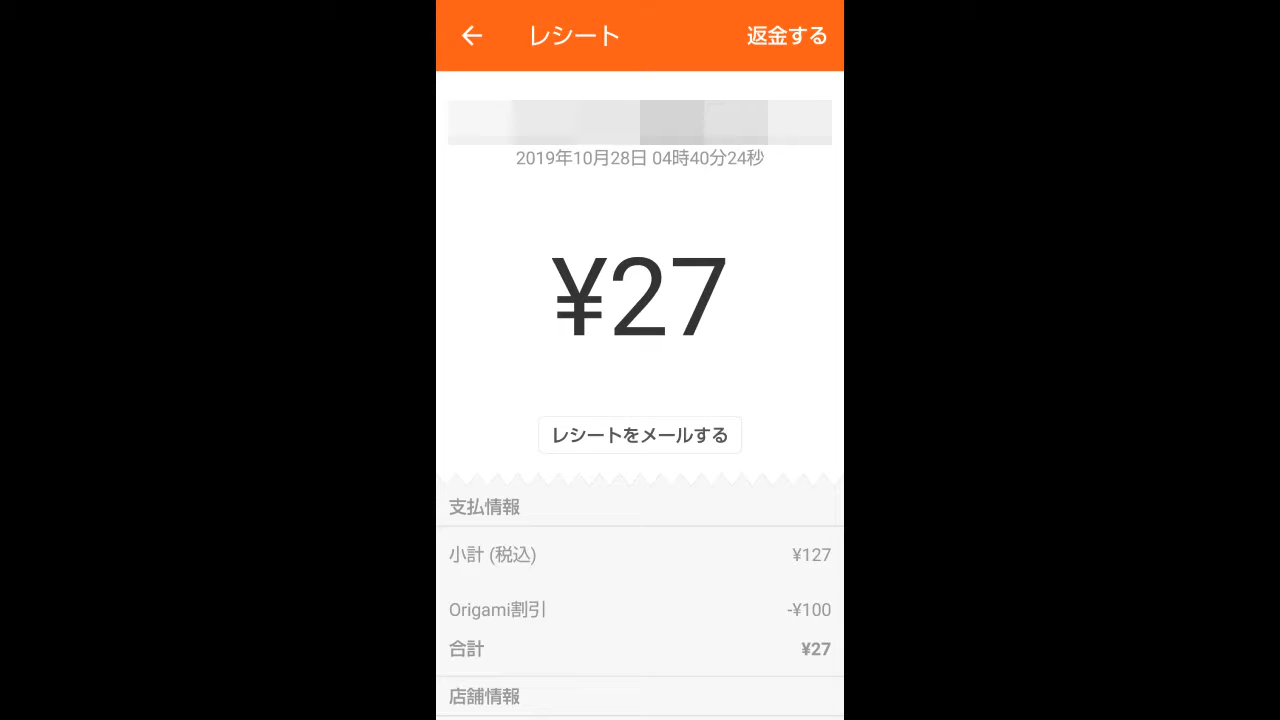 レシート 返金する
2019年10月28日 04時40分24秒
¥27
レシートをメールする
支払情報
小計 (税込) ¥127
Origami割引 -¥100
合計 ¥27
店舗情報